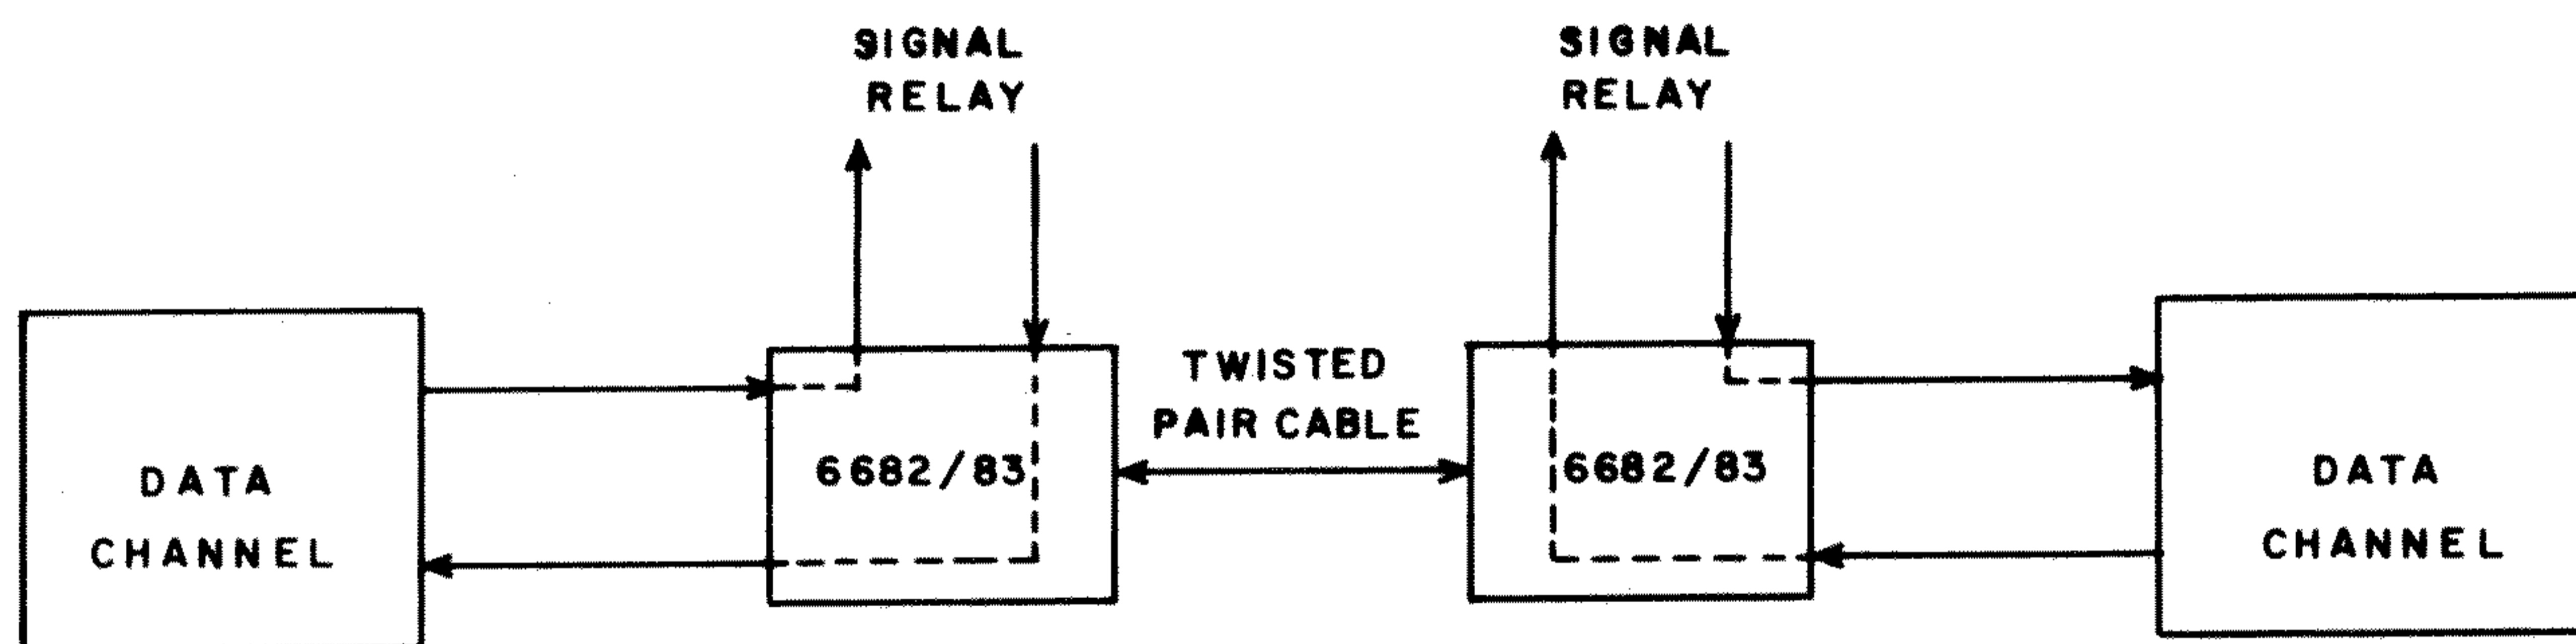 SIGNAL
RELAY
SIGNAL
RELAY
TWISTED
PAIR CABLE
6682/83
6682/83
DATA
CHANNEL
DATA
CHANNEL